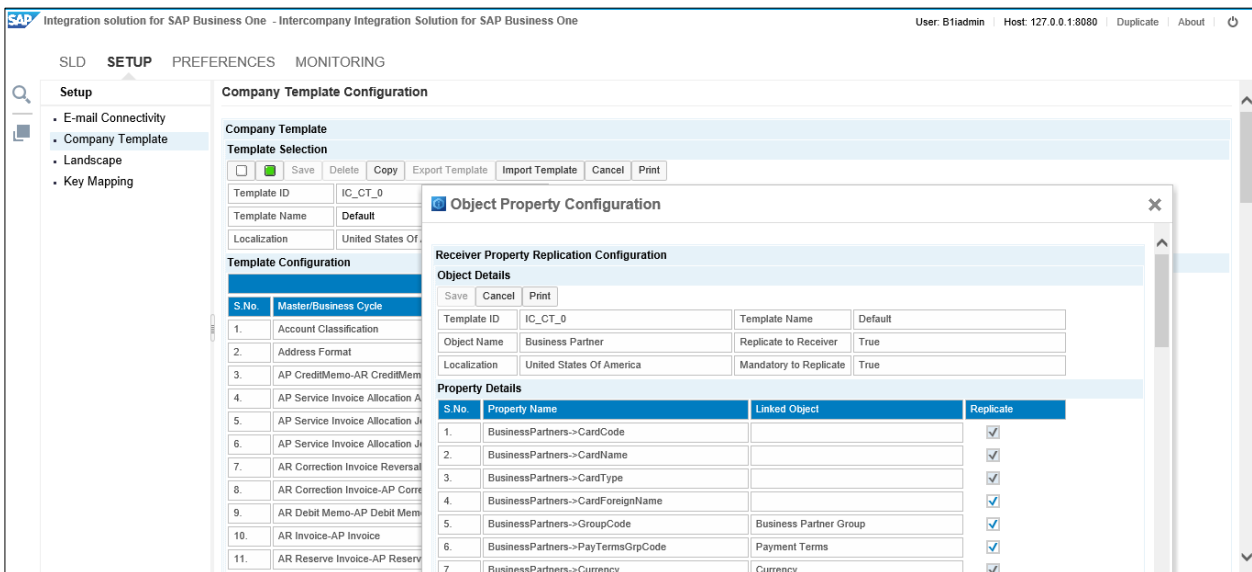 SAP Integration solution for SAP Business One - Intercompany Integration Solution for SAP Business One User: B1iadmin Host: 127.0.0.1:8080 Duplicate About
SLD SETUP PREFERENCES MONITORING
Setup
E-mail Connectivity
Company Template
Landscape
Key Mapping
Company Template Configuration
Company Template
Template Selection
Save Delete Copy Export Template Import Template Cancel Print
Template ID IC_CT_0
Template Name Default
Localization United States Of
Template Configuration
S.No. Master/Business Cycle
1. Account Classification
2. Address Format
3. AP CreditMemo-AR CreditMem
4. AP Service Invoice Allocation A
5. AP Service Invoice Allocation J
6. AP Service Invoice Allocation J
7. AR Correction Invoice Reversal
8. AR Correction Invoice-AP Corre
9. AR Debit Memo-AP Debit Mem
10. AR Invoice-AP Invoice
11. AR Reserve Invoice-AP Reserv
Object Property Configuration
Receiver Property Replication Configuration
Object Details
Save Cancel Print
Template ID IC_CT_0 Template Name Default
Object Name Business Partner Replicate to Receiver True
Localization United States Of America Mandatory to Replicate True
Property Details
S.No. Property Name Linked Object Replicate
1. BusinessPartners->CardCode
2. BusinessPartners->CardName
3. BusinessPartners->CardType
4. BusinessPartners->CardForeignName
5. BusinessPartners->GroupCode Business Partner Group
6. BusinessPartners->PayTermsGrpCode Payment Terms
7. BusinessPartners->Currency Currency